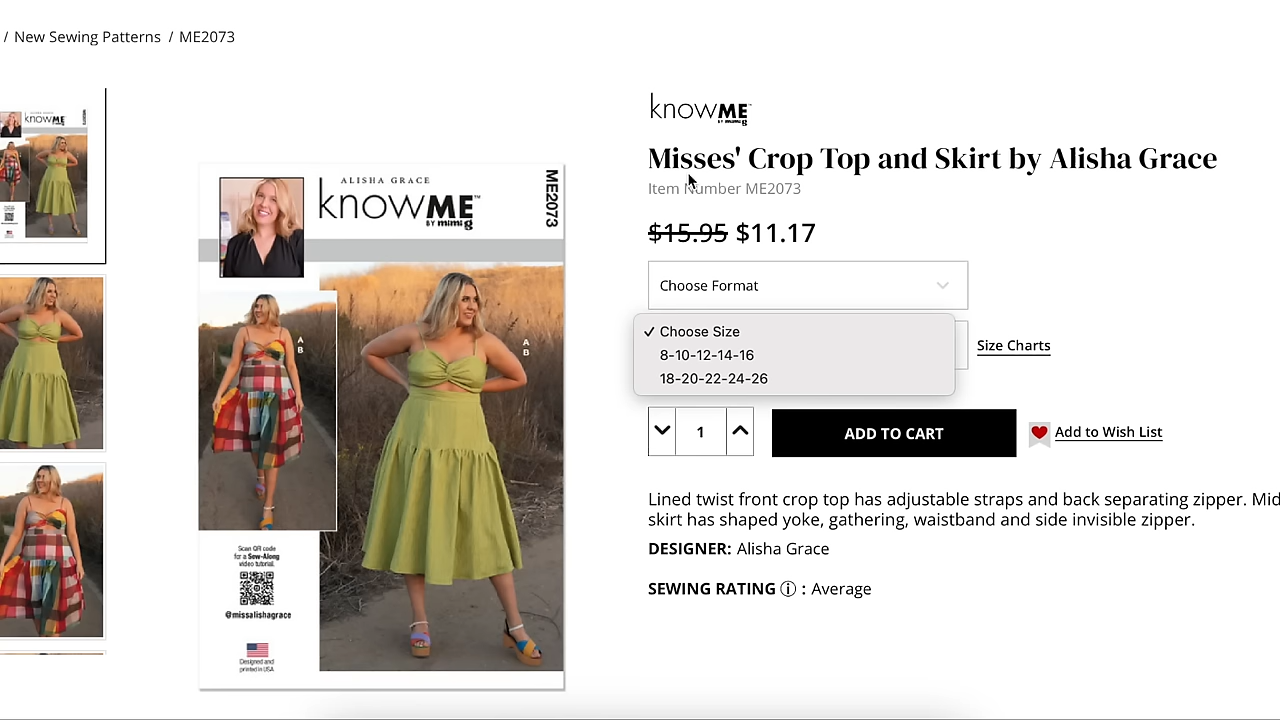 / New Sewing Patterns / ME2073
knowME
BY mimi g
Misses' Crop Top and Skirt by Alisha Grace
Item Number ME2073
$15.95 $11.17
Choose Format
✓ Choose Size
8-10-12-14-16
18-20-22-24-26
Size Charts
1
ADD TO CART
Add to Wish List
Lined twist front crop top has adjustable straps and back separating zipper. Mid
skirt has shaped yoke, gathering, waistband and side invisible zipper.
DESIGNER: Alisha Grace
SEWING RATING ⓘ : Average
ALISHA GRACE
knowME™
BY mimi g
ME2073
A
B
A
B
Scan QR code
for a Sew-Along
video tutorial.
@missalishagrace
Designed and
printed in USA
knowME